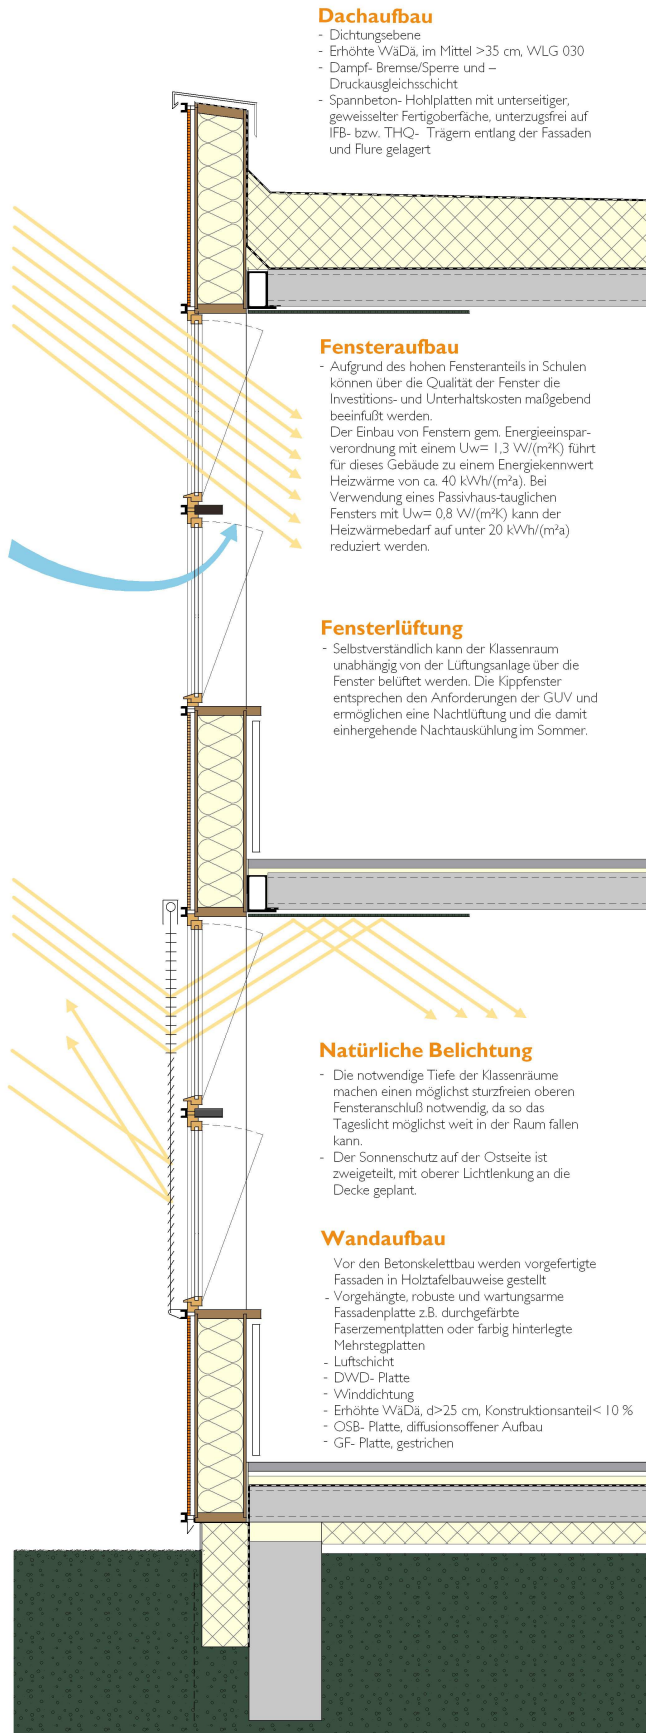 Dachaufbau
- Dichtungsebene
- Erhöhte WäDä, im Mittel >35 cm, WLG 030
- Dampf- Bremse/Sperre und –
Druckausgleichsschicht
- Spannbeton- Hohlplatten mit unterseitiger,
geweisselter Fertigoberfäche, unterzugsfrei auf
IFB- bzw. THQ- Trägern entlang der Fassaden
und Flure gelagert
Fensteraufbau
- Aufgrund des hohen Fensteranteils in Schulen
können über die Qualität der Fenster die
Investitions- und Unterhaltskosten maßgebend
beeinfußt werden.
Der Einbau von Fenstern gem. Energieeinspar-
verordnung mit einem Uw= 1,3 W/(m²K) führt
für dieses Gebäude zu einem Energiekennwert
Heizwärme von ca. 40 kWh/(m²a). Bei
Verwendung eines Passivhaus-tauglichen
Fensters mit Uw= 0,8 W/(m²K) kann der
Heizwärmebedarf auf unter 20 kWh/(m²a)
reduziert werden.
Fensterlüftung
- Selbstverständlich kann der Klassenraum
unabhängig von der Lüftungsanlage über die
Fenster belüftet werden. Die Kippfenster
entsprechen den Anforderungen der GUV und
ermöglichen eine Nachtlüftung und die damit
einhergehende Nachtauskühlung im Sommer.
Natürliche Belichtung
- Die notwendige Tiefe der Klassenräume
machen einen möglichst sturzfreien oberen
Fensteranschluß notwendig, da so das
Tageslicht möglichst weit in der Raum fallen
kann.
- Der Sonnenschutz auf der Ostseite ist
zweigeteilt, mit oberer Lichtlenkung an die
Decke geplant.
Wandaufbau
Vor den Betonskelettbau werden vorgefertigte
Fassaden in Holztafelbauweise gestellt
- Vorgehängte, robuste und wartungsarme
Fassadenplatte z.B. durchgefärbte
Faserzementplatten oder farbig hinterlegte
Mehrstegplatten
- Luftschicht
- DWD- Platte
- Winddichtung
- Erhöhte WäDä, d>25 cm, Konstruktionsanteil< 10 %
- OSB- Platte, diffusionsoffener Aufbau
- GF- Platte, gestrichen